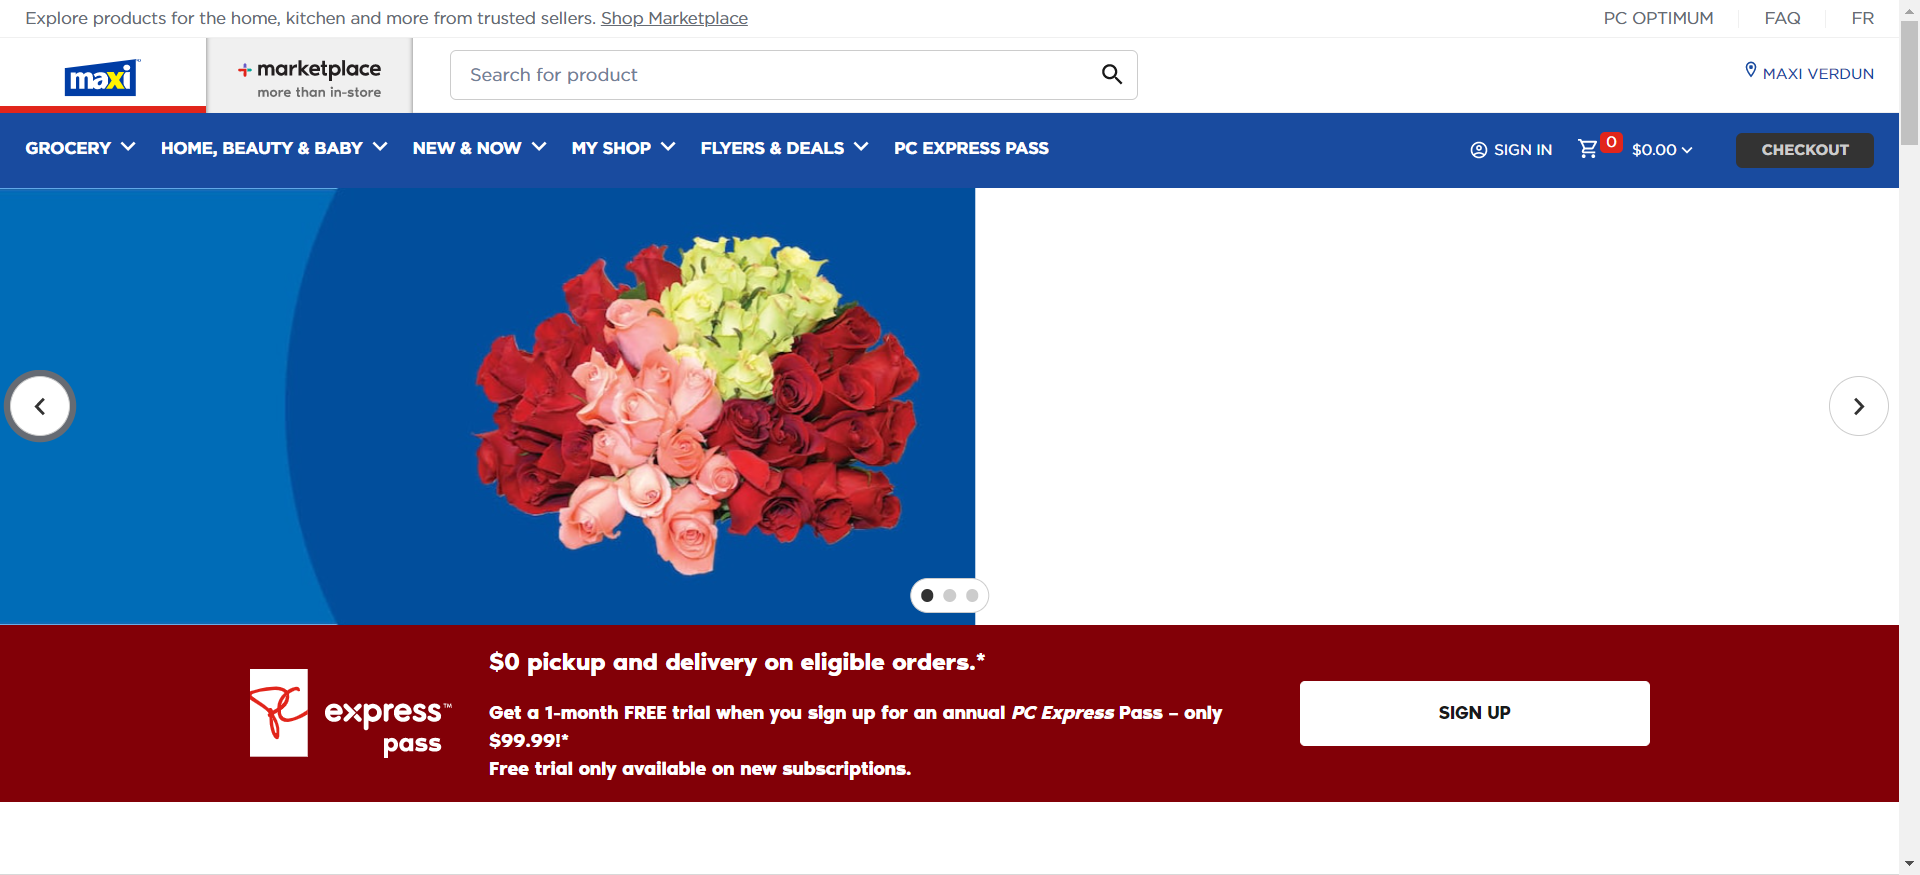 Explore products for the home, kitchen and more from trusted sellers. Shop Marketplace
PC OPTIMUM
FAQ
FR
maxi
marketplace
more than in-store
Search for product
MAXI VERDUN
GROCERY
HOME, BEAUTY & BABY
NEW & NOW
MY SHOP
FLYERS & DEALS
PC EXPRESS PASS
SIGN IN
0
$0.00
CHECKOUT
PC express™
pass
$0 pickup and delivery on eligible orders.*
Get a 1-month FREE trial when you sign up for an annual PC Express Pass – only
$99.99!*
Free trial only available on new subscriptions.
SIGN UP